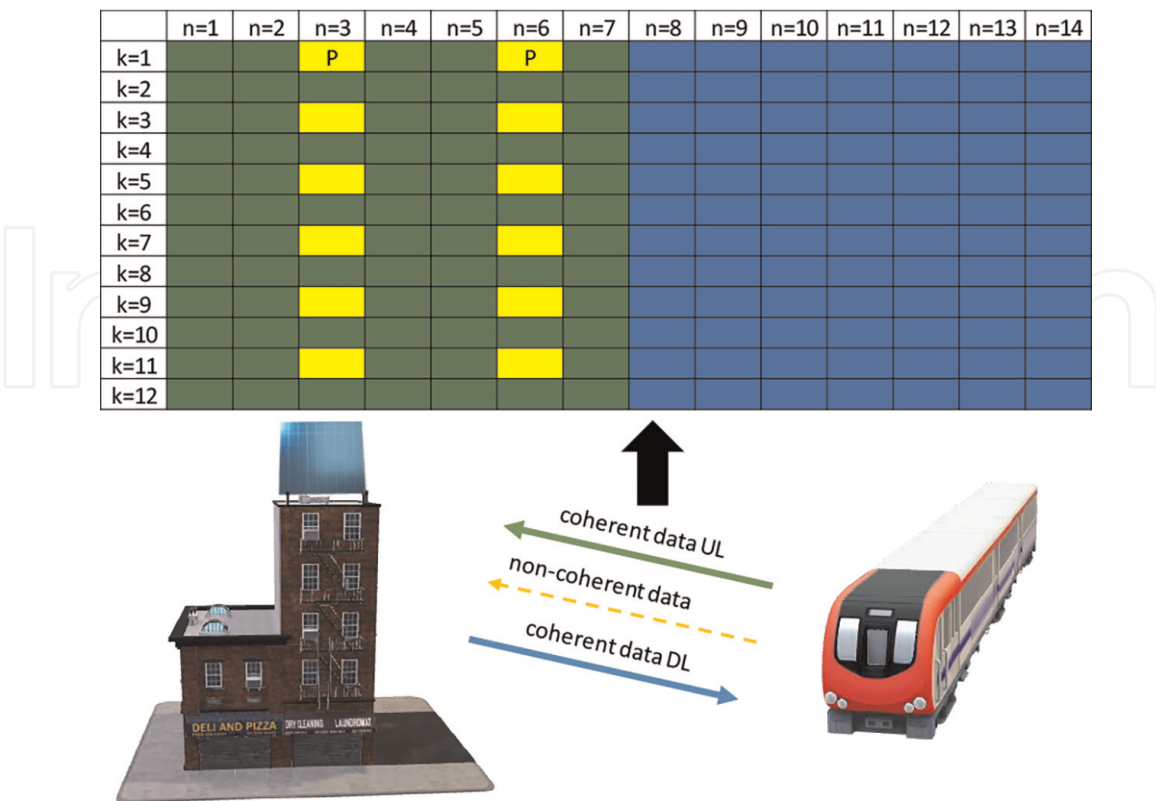 n=1 n=2 n=3 n=4 n=5 n=6 n=7 n=8 n=9 n=10 n=11 n=12 n=13 n=14
k=1 P P
k=2
k=3
k=4
k=5
k=6
k=7
k=8
k=9
k=10
k=11
k=12
coherent data UL
non-coherent data
coherent data DL
DELI AND PIZZA DRY CLEANING LAUNDROMAT